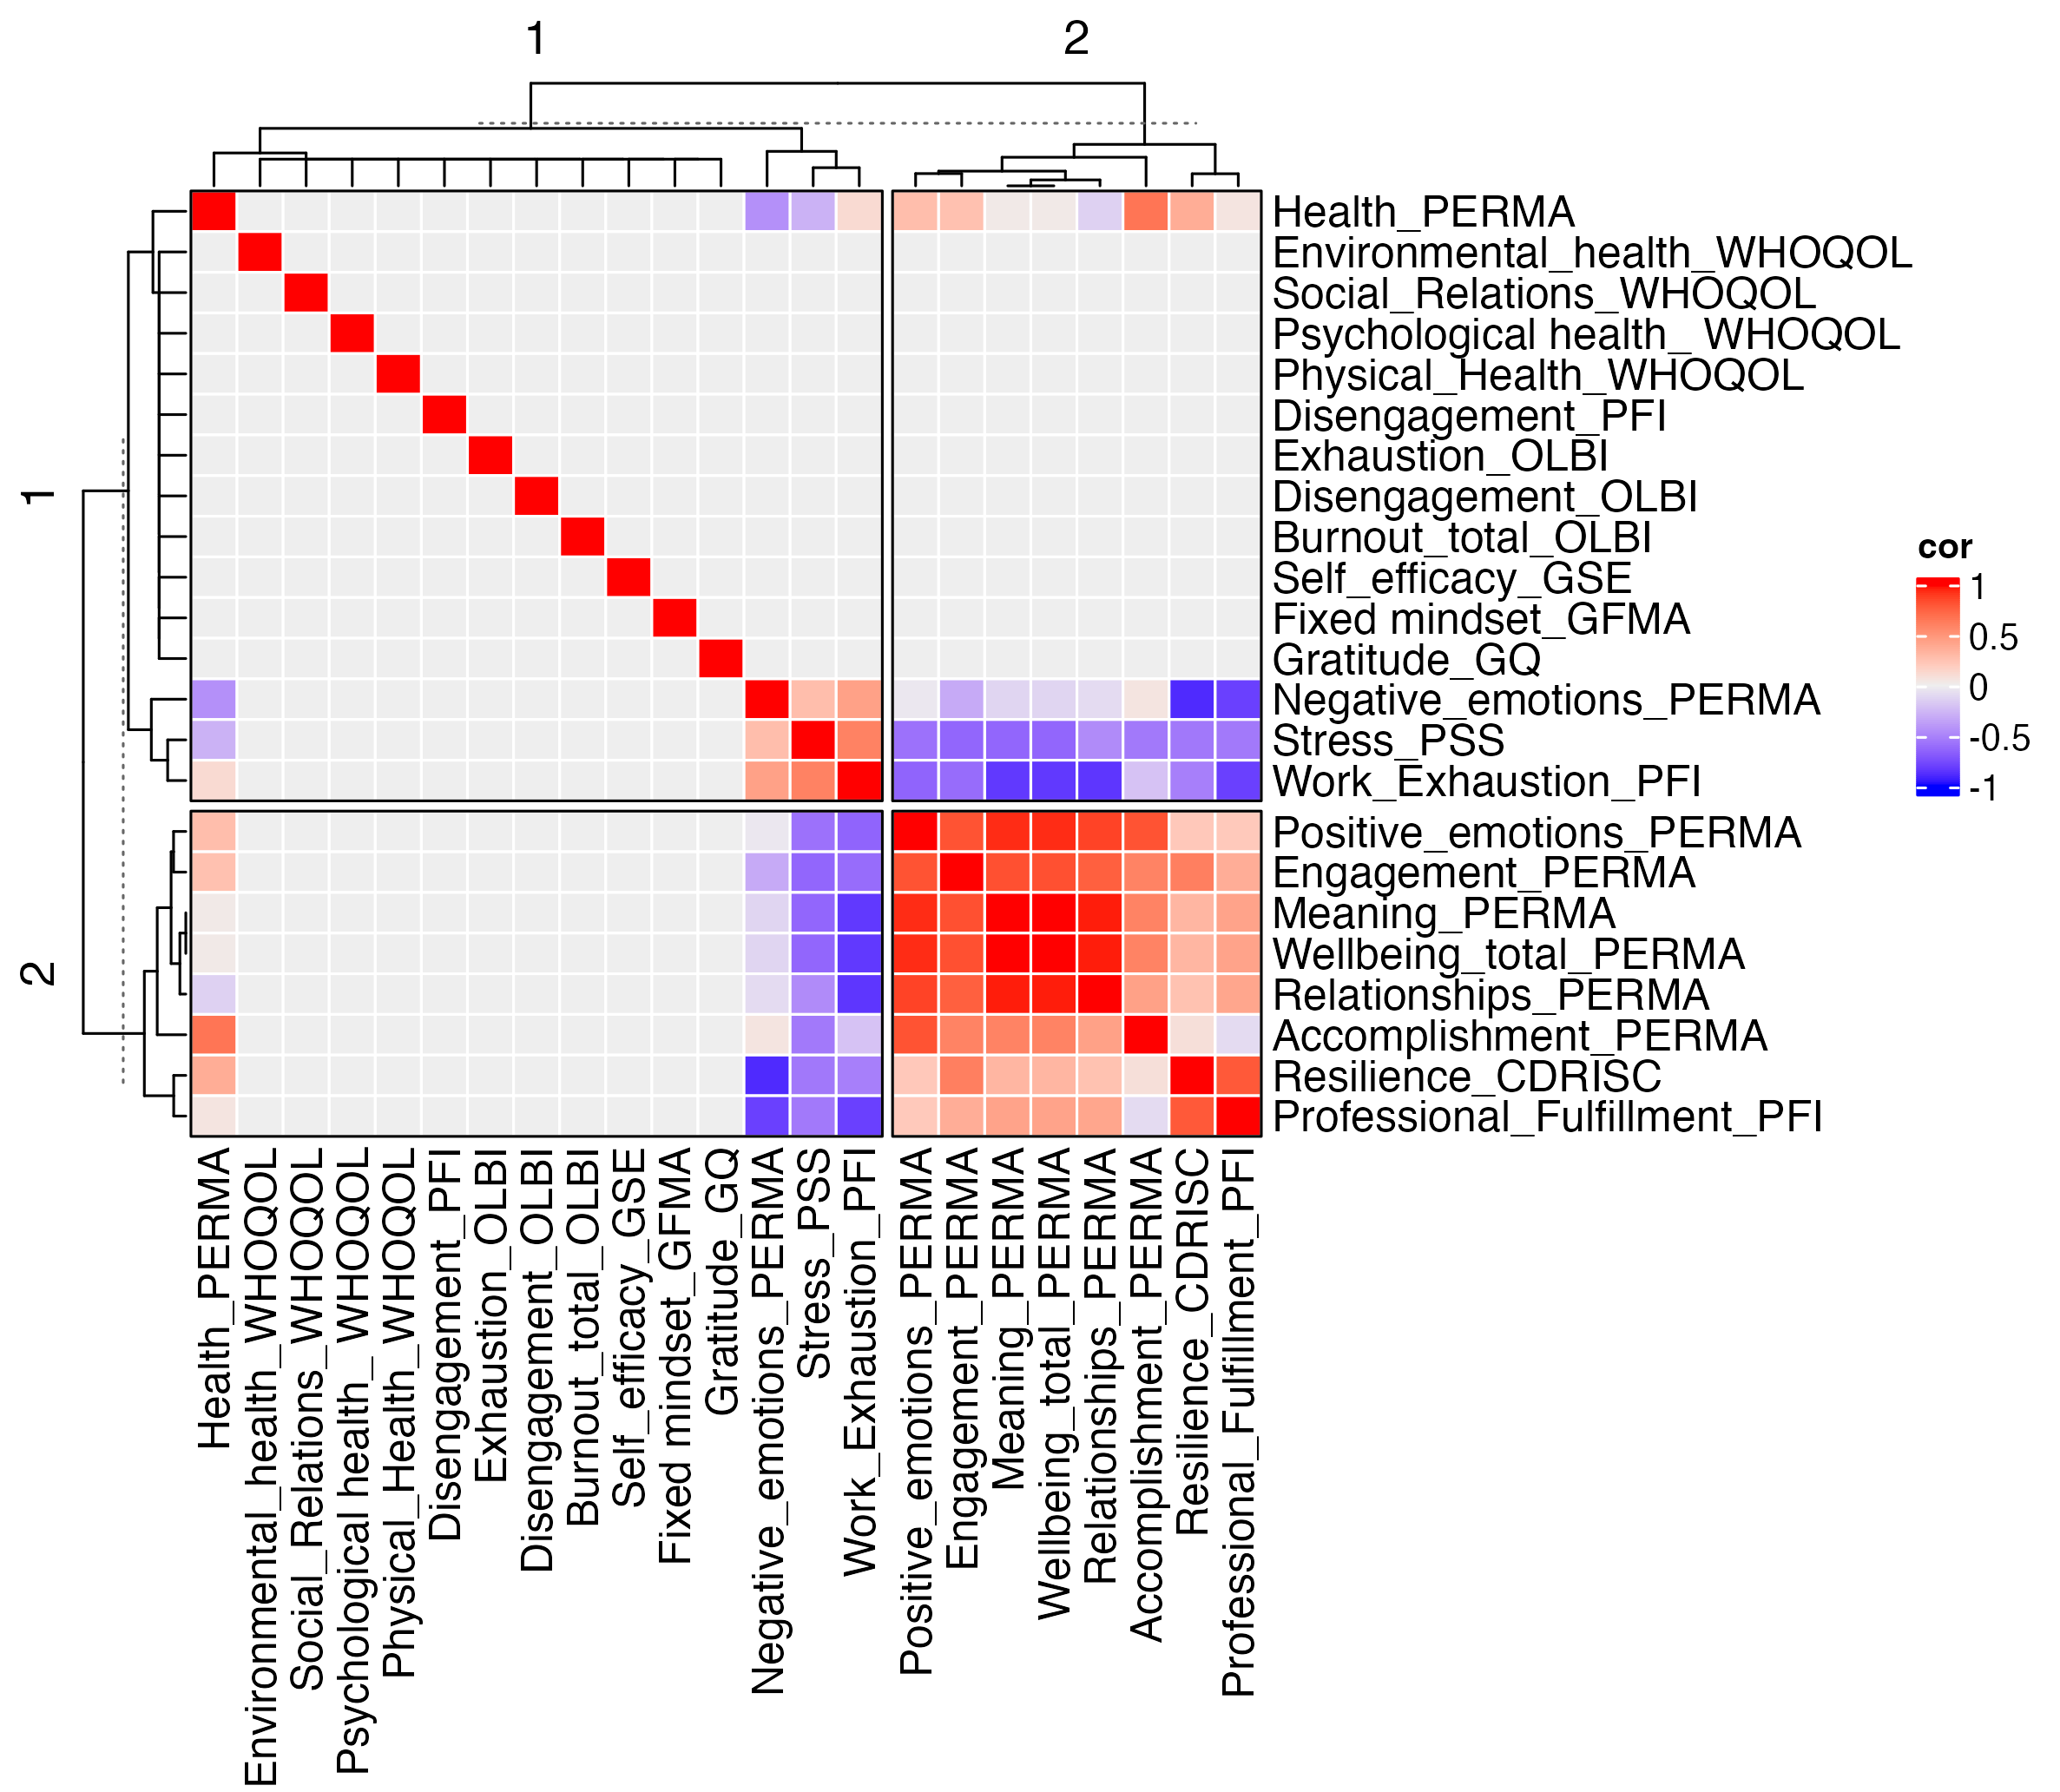 1
2
1
2
Health_PERMA
Environmental_health_WHOQOL
Social_Relations_WHOQOL
Psychological health_ WHOQOL
Physical_Health_WHOQOL
Disengagement_PFI
Exhaustion_OLBI
Disengagement_OLBI
Burnout_total_OLBI
Self_efficacy_GSE
Fixed mindset_GFMA
Gratitude_GQ
Negative_emotions_PERMA
Stress_PSS
Work_Exhaustion_PFI
Positive_emotions_PERMA
Engagement_PERMA
Meaning_PERMA
Wellbeing_total_PERMA
Relationships_PERMA
Accomplishment_PERMA
Resilience_CDRISC
Professional_Fulfillment_PFI
cor
1
0.5
0
-0.5
-1
Health_PERMA
Environmental_health_WHOQOL
Social_Relations_WHOQOL
Psychological health_ WHOQOL
Physical_Health_WHOQOL
Disengagement_PFI
Exhaustion_OLBI
Disengagement_OLBI
Burnout_total_OLBI
Self_efficacy_GSE
Fixed mindset_GFMA
Gratitude_GQ
Negative_emotions_PERMA
Stress_PSS
Work_Exhaustion_PFI
Positive_emotions_PERMA
Engagement_PERMA
Meaning_PERMA
Wellbeing_total_PERMA
Relationships_PERMA
Accomplishment_PERMA
Resilience_CDRISC
Professional_Fulfillment_PFI